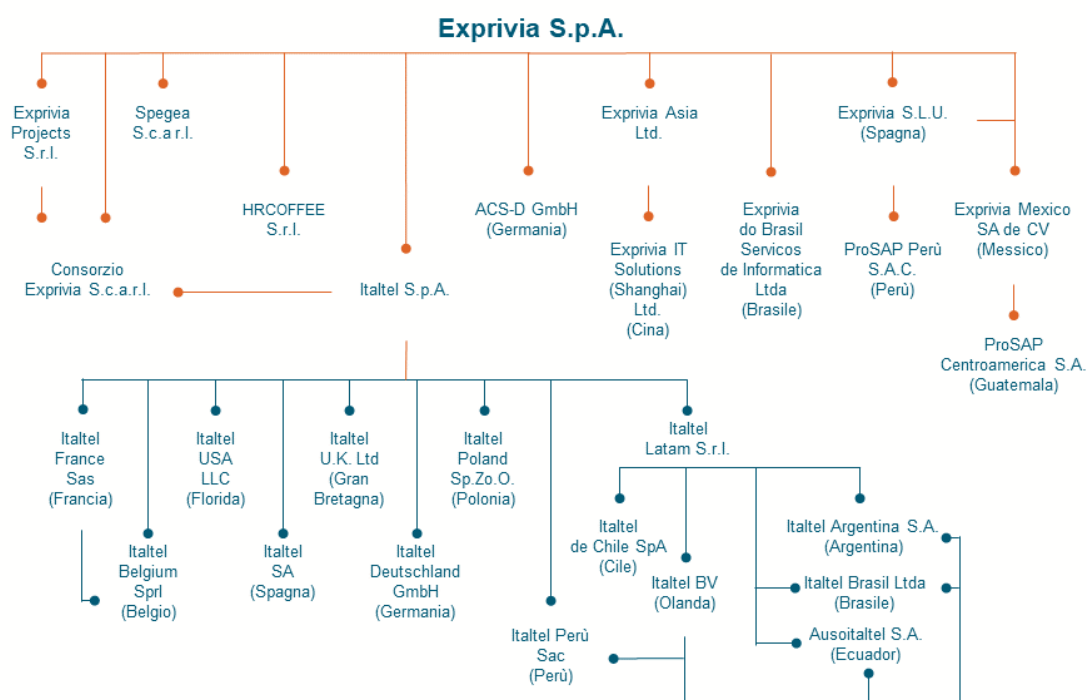 Exprivia S.p.A.
Exprivia
Projects
S.r.l.
Spegea
S.c.a r.l.
Exprivia Asia
Ltd.
Exprivia S.L.U.
(Spagna)
HRCOFFEE
S.r.l.
ACS-D GmbH
(Germania)
Exprivia
do Brasil
Servicos
de Informatica
Ltda
(Brasile)
Exprivia Mexico
SA de CV
(Messico)
Consorzio
Exprivia S.c.a.r.l.
Italtel S.p.A.
Exprivia IT
Solutions
(Shanghai)
Ltd.
(Cina)
ProSAP Perù
S.A.C.
(Perù)
ProSAP
Centroamerica S.A.
(Guatemala)
Italtel
France
Sas
(Francia)
Italtel
USA
LLC
(Florida)
Italtel
U.K. Ltd
(Gran
Bretagna)
Italtel
Poland
Sp.Zo.O.
(Polonia)
Italtel
Latam S.r.l.
Italtel
Belgium
Sprl
(Belgio)
Italtel
SA
(Spagna)
Italtel
Deutschland
GmbH
(Germania)
Italtel
de Chile SpA
(Cile)
Italtel Argentina S.A.
(Argentina)
Italtel BV
(Olanda)
Italtel Brasil Ltda
(Brasile)
Italtel Perù
Sac
(Perù)
Ausoitaltel S.A.
(Ecuador)